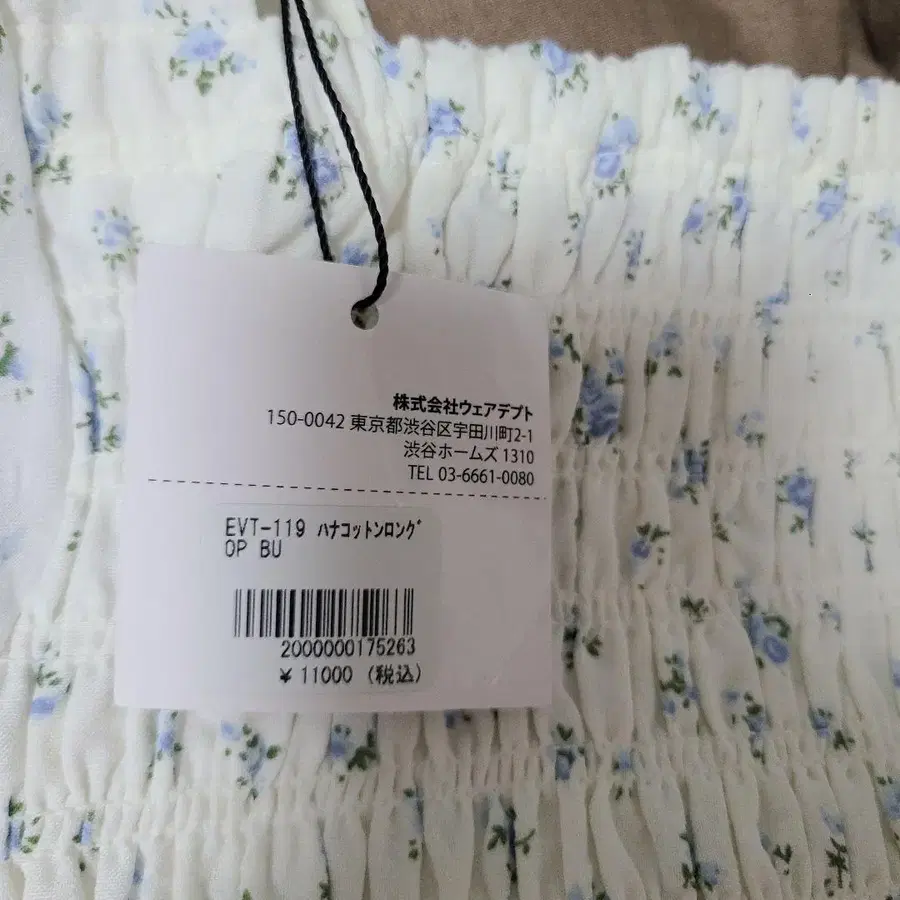 株式会社ウェアデプト
150-0042 東京都渋谷区宇田川町2-1
渋谷ホームズ 1310
TEL 03-6661-0080
EVT-119 ﾊﾅｺｯﾄﾝﾛﾝｸﾞ
OP BU
2000000175263
¥ 11000 (税込)